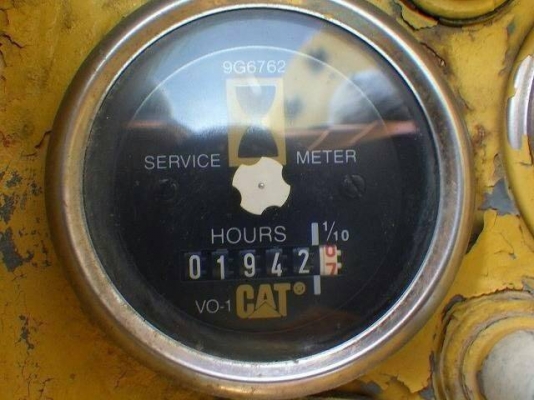 9G6762
SERVICE METER
HOURS 1/10
01942
VO-1 CAT®